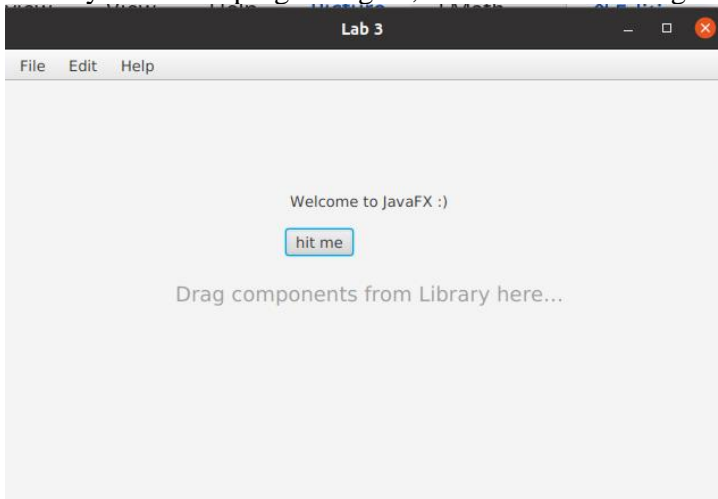 Lab 3
File Edit Help
Welcome to JavaFX :)
hit me
Drag components from Library here...